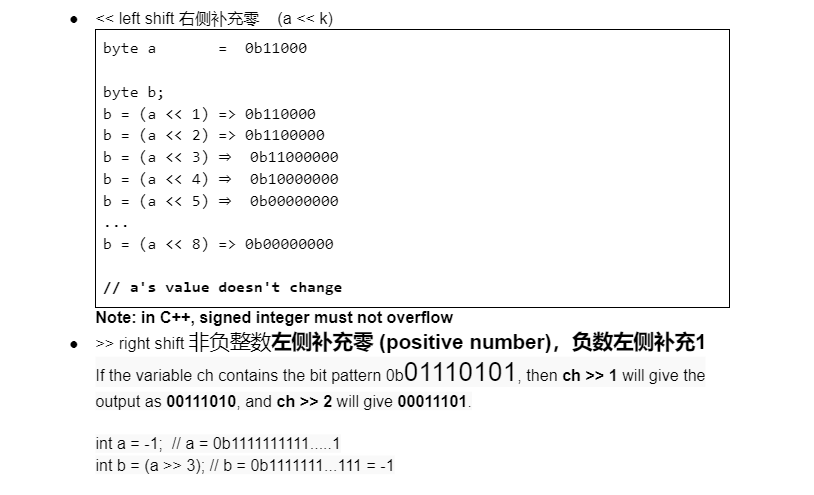 ● << left shift 右侧补充零 (a << k)
byte a = 0b11000
byte b;
b = (a << 1) => 0b110000
b = (a << 2) => 0b1100000
b = (a << 3) ⇒ 0b11000000
b = (a << 4) ⇒ 0b10000000
b = (a << 5) ⇒ 0b00000000
...
b = (a << 8) => 0b00000000
// a's value doesn't change
Note: in C++, signed integer must not overflow
● >> right shift 非负整数左侧补充零 (positive number)，负数左侧补充1
If the variable ch contains the bit pattern 0b01110101, then ch >> 1 will give the
output as 00111010, and ch >> 2 will give 00011101.
int a = -1; // a = 0b1111111111.....1
int b = (a >> 3); // b = 0b1111111...111 = -1